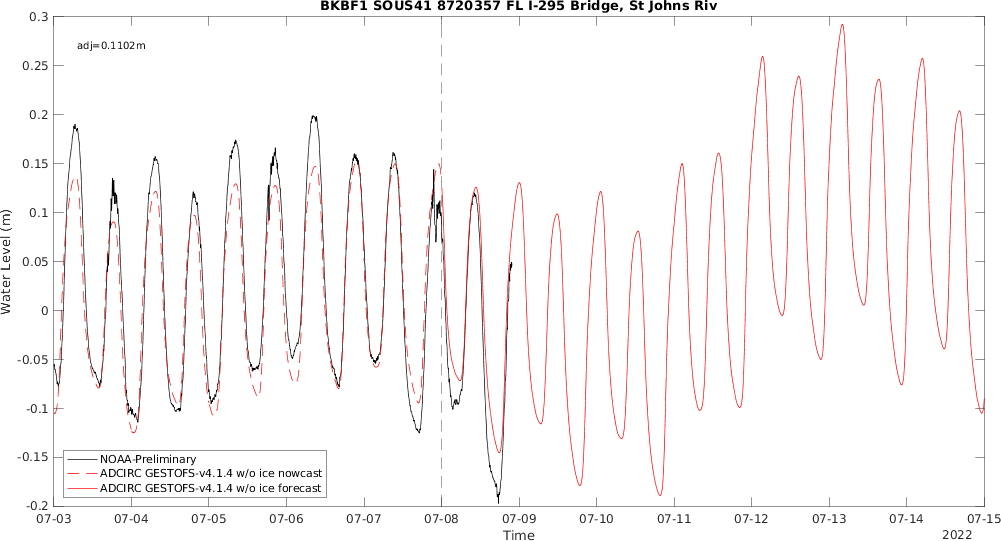 BKBF1 SOUS41 8720357 FL I-295 Bridge, St Johns Riv
0.3
adj=0.1102m
0.25
0.2
0.15
0.1
0.05
0
-0.05
-0.1
-0.15
-0.2
Water Level (m)
NOAA-Preliminary
ADCIRC GESTOFS-v4.1.4 w/o ice nowcast
ADCIRC GESTOFS-v4.1.4 w/o ice forecast
07-03 07-04 07-05 07-06 07-07 07-08 07-09 07-10 07-11 07-12 07-13 07-14 07-15
Time
2022